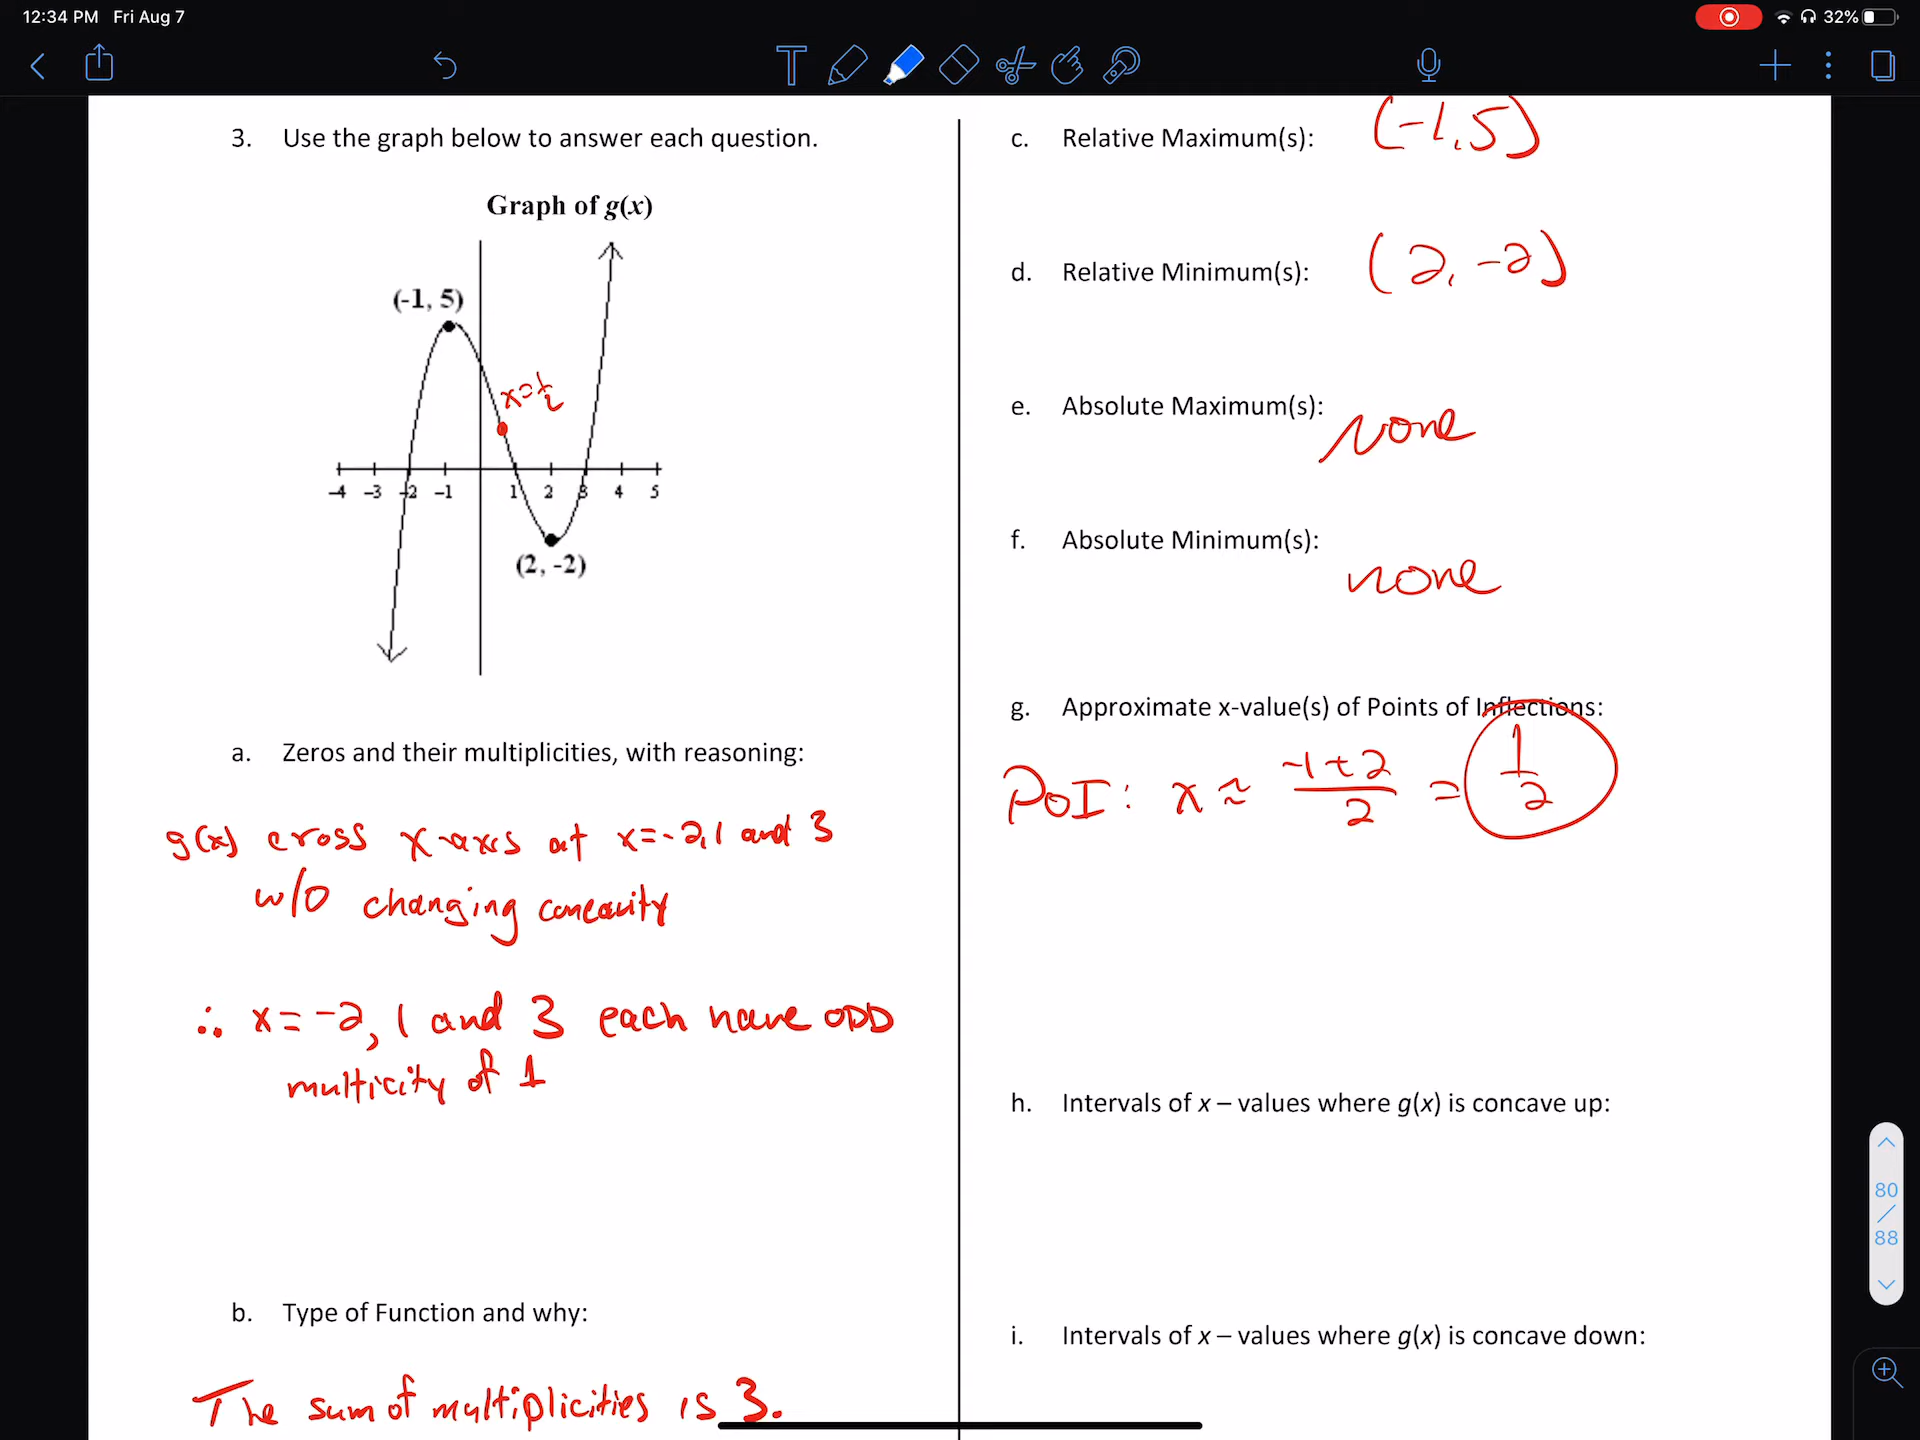 12:34 PM Fri Aug 7
32%
3. Use the graph below to answer each question.
Graph of g(x)
(-1, 5)
x=1/2
-4 -3 -2 -1 1 2 3 4 5
(2, -2)
a. Zeros and their multiplicities, with reasoning:
g(x) cross x-axis at x=-2,1 and 3
w/o changing concavity
∴ x=-2, 1 and 3 each have ODD
multicity of 1
b. Type of Function and why:
The sum of multiplicities is 3.
c. Relative Maximum(s): (-1,5)
d. Relative Minimum(s): (2,-2)
e. Absolute Maximum(s):
none
f. Absolute Minimum(s):
none
g. Approximate x-value(s) of Points of Inflections:
POI: x ≈ (-1+2)/2 = 1/2
h. Intervals of x – values where g(x) is concave up:
i. Intervals of x – values where g(x) is concave down:
80
/
88